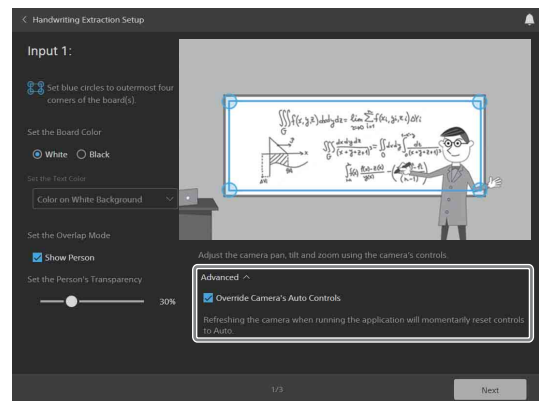 Handwriting Extraction Setup
Input 1:
Set blue circles to outermost four
corners of the board(s).
Set the Board Color
White
Black
Set the Text Color
Color on White Background
Set the Overlap Mode
Show Person
Set the Person's Transparency
30%
Adjust the camera pan, tilt and zoom using the camera's controls.
Advanced
Override Camera's Auto Controls
Refreshing the camera when running the application will momentarily reset controls
to Auto.
1/3
Next